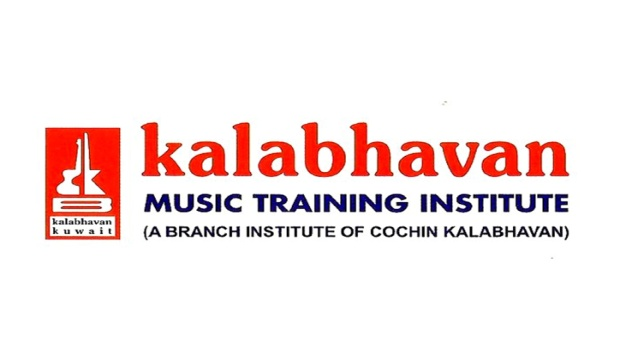 kalabhavan
MUSIC TRAINING INSTITUTE
(A BRANCH INSTITUTE OF COCHIN KALABHAVAN)
kalabhavan
kuwait